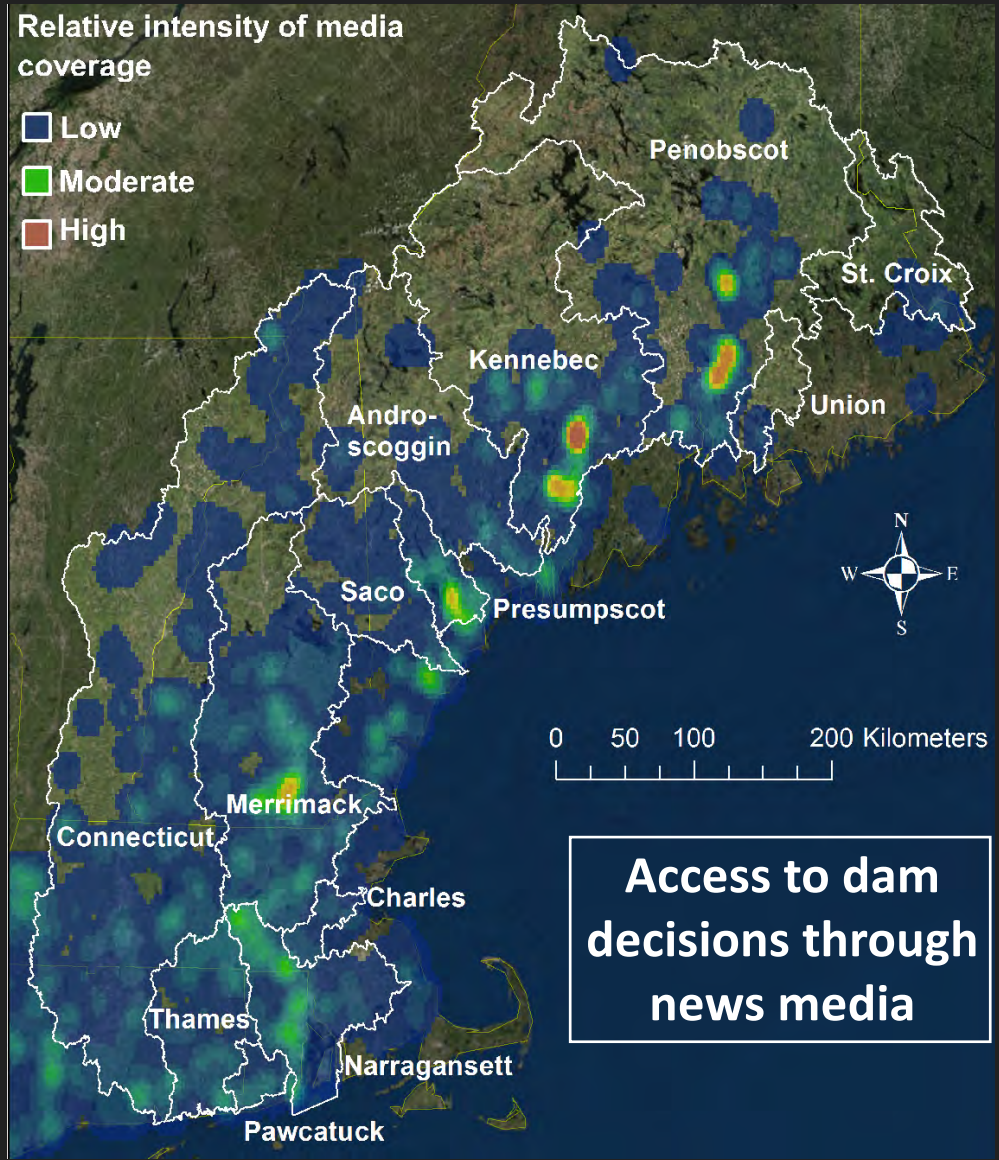 Relative intensity of media
coverage
Low
Moderate
High
Penobscot
St. Croix
Kennebec
Union
Andro-
scoggin
N
W E
S
Saco
Presumpscot
0 50 100 200 Kilometers
Merrimack
Connecticut
Charles
Access to dam
decisions through
news media
Thames
Narragansett
Pawcatuck